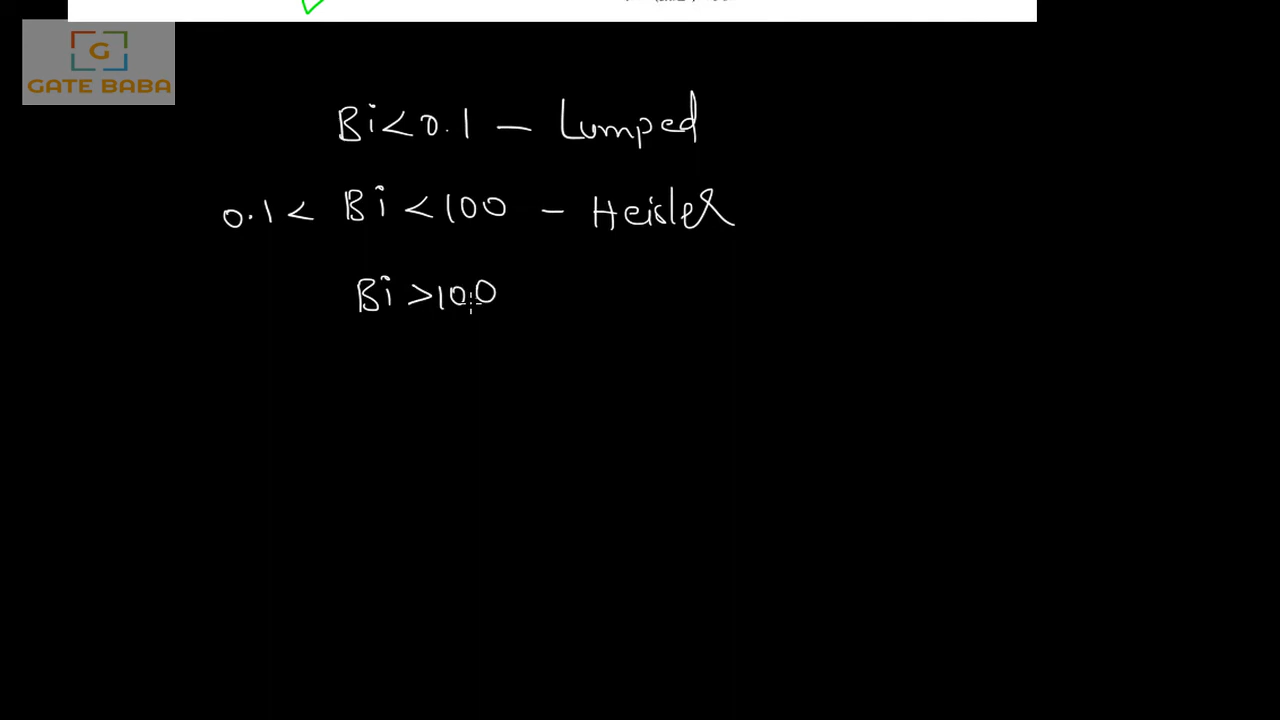 G
GATE BABA
Bi<0.1 — Lumped
0.1 < Bi < 100 – Heisler
Bi >100